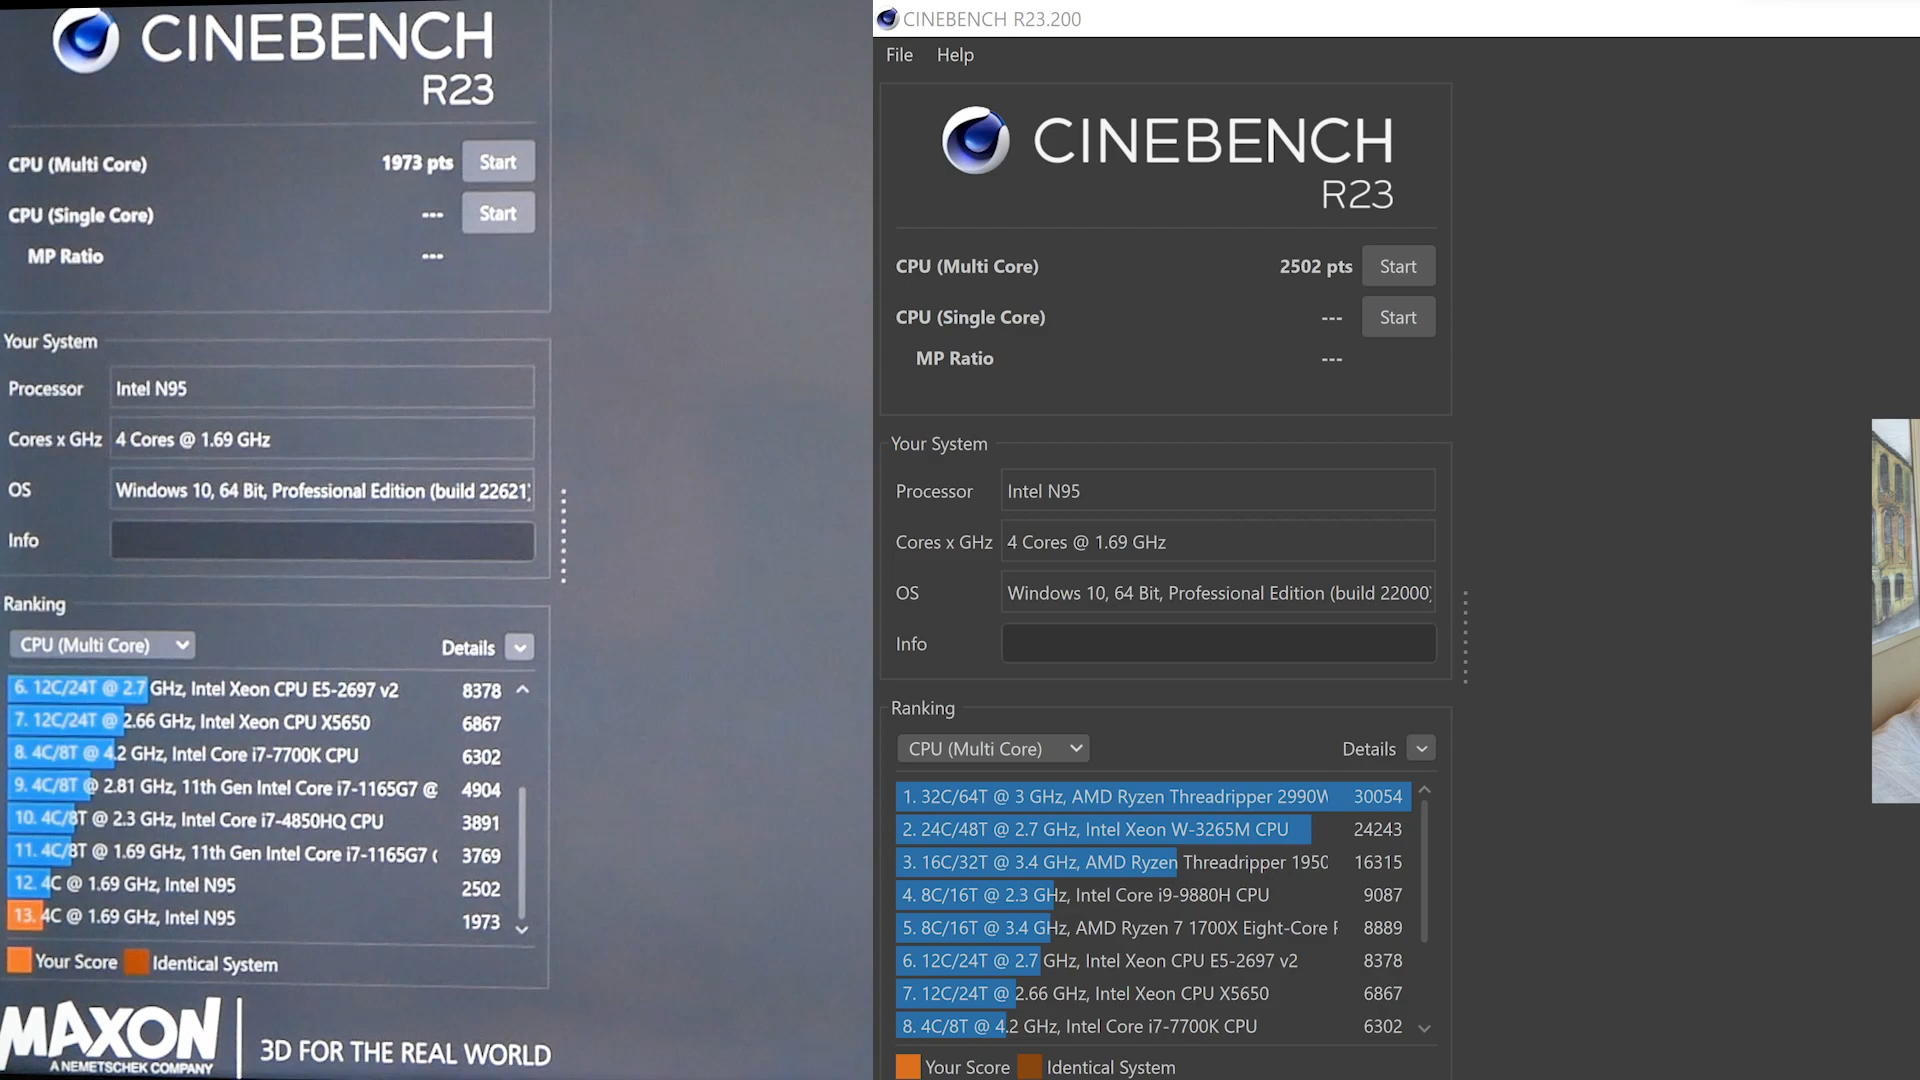 CINEBENCH
R23
CPU (Multi Core) 1973 pts Start
CPU (Single Core) --- Start
MP Ratio ---
Your System
Processor Intel N95
Cores x GHz 4 Cores @ 1.69 GHz
OS Windows 10, 64 Bit, Professional Edition (build 22621)
Info
Ranking
CPU (Multi Core) Details
6. 12C/24T @ 2.7 GHz, Intel Xeon CPU E5-2697 v2 8378
7. 12C/24T @ 2.66 GHz, Intel Xeon CPU X5650 6867
8. 4C/8T @ 4.2 GHz, Intel Core i7-7700K CPU 6302
9. 4C/8T @ 2.81 GHz, 11th Gen Intel Core i7-1165G7 @ 4904
10. 4C/8T @ 2.3 GHz, Intel Core i7-4850HQ CPU 3891
11. 4C/8T @ 1.69 GHz, 11th Gen Intel Core i7-1165G7 ( 3769
12. 4C @ 1.69 GHz, Intel N95 2502
13. 4C @ 1.69 GHz, Intel N95 1973
Your Score Identical System
MAXON
A NEMETSCHEK COMPANY
3D FOR THE REAL WORLD
CINEBENCH R23.200
File Help
CINEBENCH
R23
CPU (Multi Core) 2502 pts Start
CPU (Single Core) --- Start
MP Ratio ---
Your System
Processor Intel N95
Cores x GHz 4 Cores @ 1.69 GHz
OS Windows 10, 64 Bit, Professional Edition (build 22000)
Info
Ranking
CPU (Multi Core) Details
1. 32C/64T @ 3 GHz, AMD Ryzen Threadripper 2990W 30054
2. 24C/48T @ 2.7 GHz, Intel Xeon W-3265M CPU 24243
3. 16C/32T @ 3.4 GHz, AMD Ryzen Threadripper 1950 16315
4. 8C/16T @ 2.3 GHz, Intel Core i9-9880H CPU 9087
5. 8C/16T @ 3.4 GHz, AMD Ryzen 7 1700X Eight-Core 8889
6. 12C/24T @ 2.7 GHz, Intel Xeon CPU E5-2697 v2 8378
7. 12C/24T @ 2.66 GHz, Intel Xeon CPU X5650 6867
8. 4C/8T @ 4.2 GHz, Intel Core i7-7700K CPU 6302
Your Score Identical System